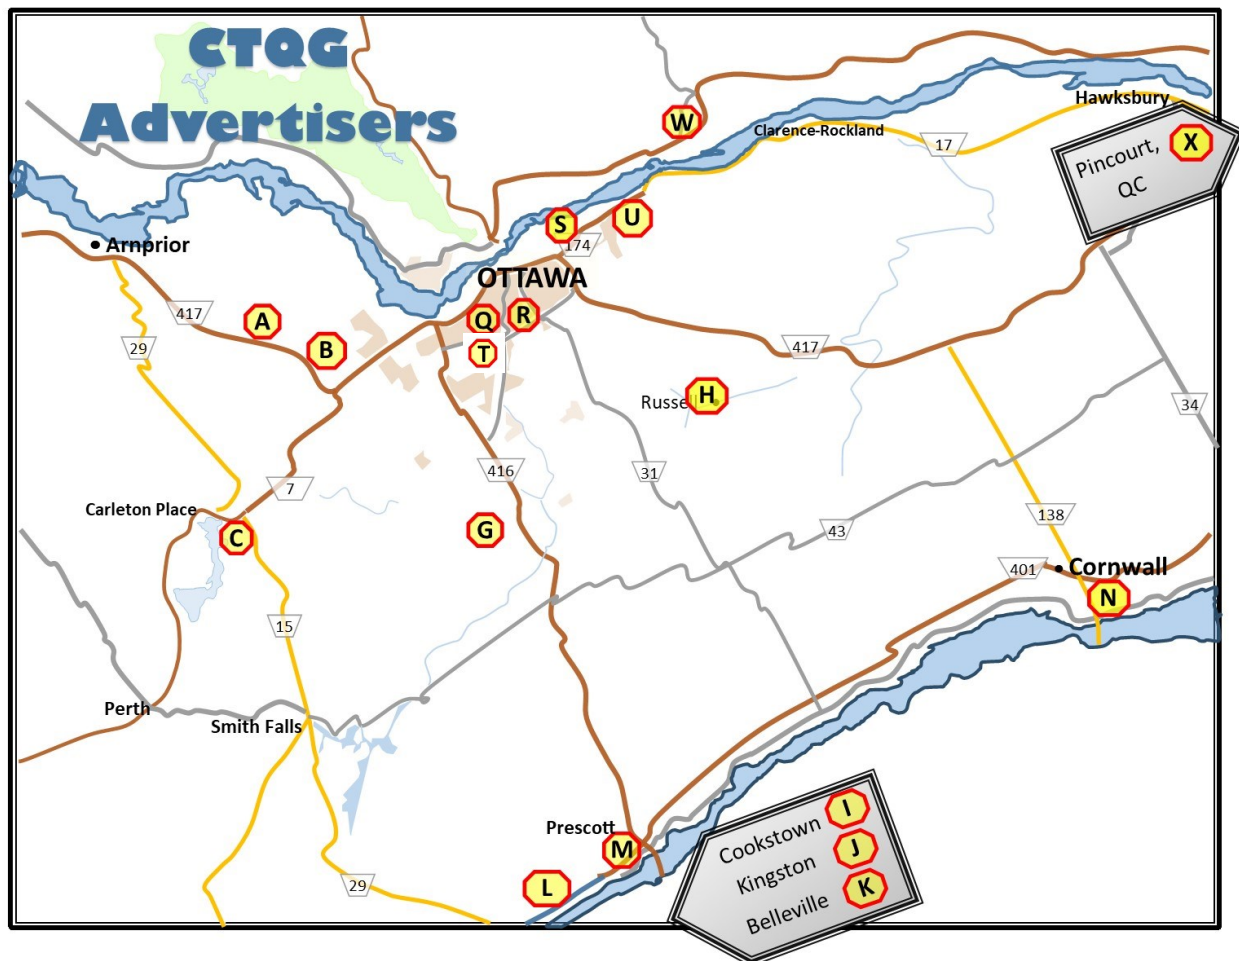 CTQG
Advertisers
W
Hawksbury
Clarence-Rockland
17
Pincourt, X
QC
S
U
174
Arnprior
OTTAWA
417
A
Q
R
B
T
29
417
H
Russell
34
416
31
7
Carleton Place
C
G
43
138
401
Cornwall
N
15
Perth
Smith Falls
Prescott
M
Cookstown I
Kingston J
Belleville K
L
29